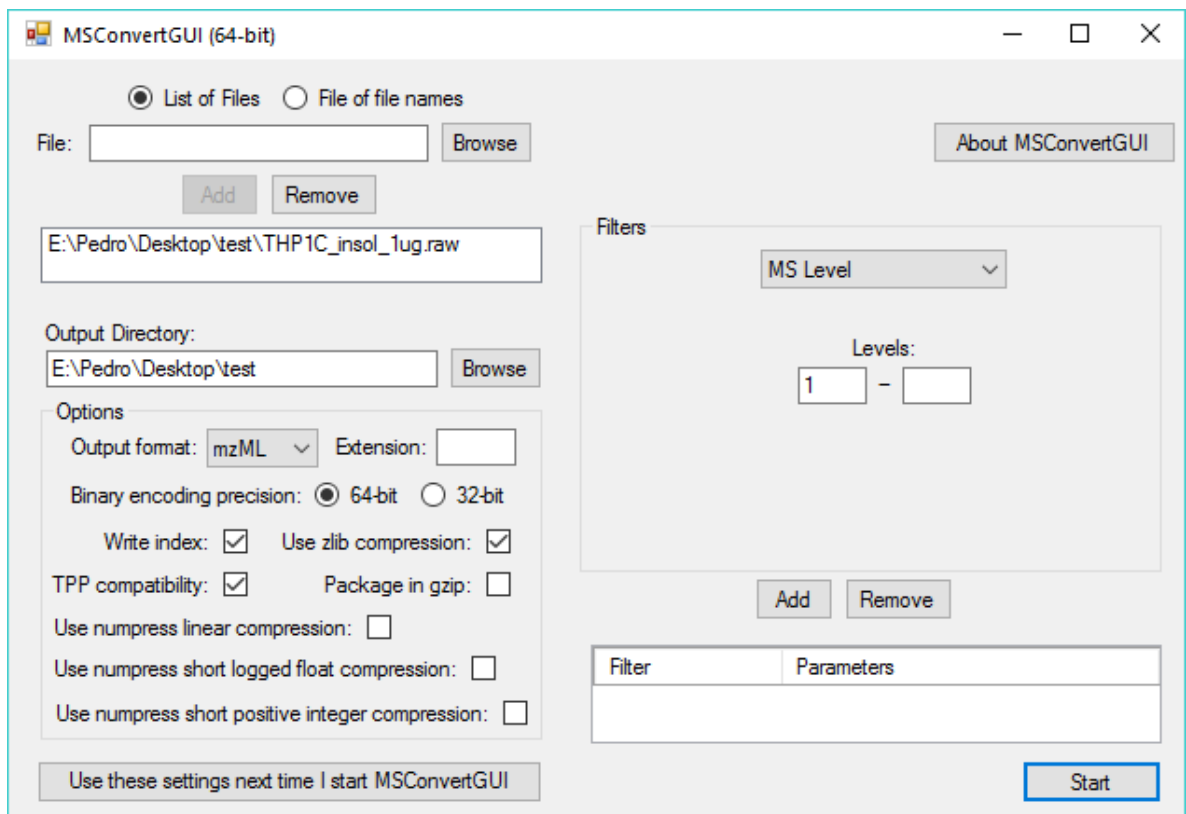 MSConvertGUI (64-bit)
List of Files File of file names
File: Browse
About MSConvertGUI
Add Remove
E:\Pedro\Desktop\test\THP1C_insol_1ug.raw
Output Directory:
E:\Pedro\Desktop\test Browse
Options
Output format: mzML Extension:
Binary encoding precision: 64-bit 32-bit
Write index: Use zlib compression:
TPP compatibility: Package in gzip:
Use numpress linear compression:
Use numpress short logged float compression:
Use numpress short positive integer compression:
Use these settings next time I start MSConvertGUI
Filters
MS Level
Levels:
1 -
Add Remove
Filter Parameters
Start